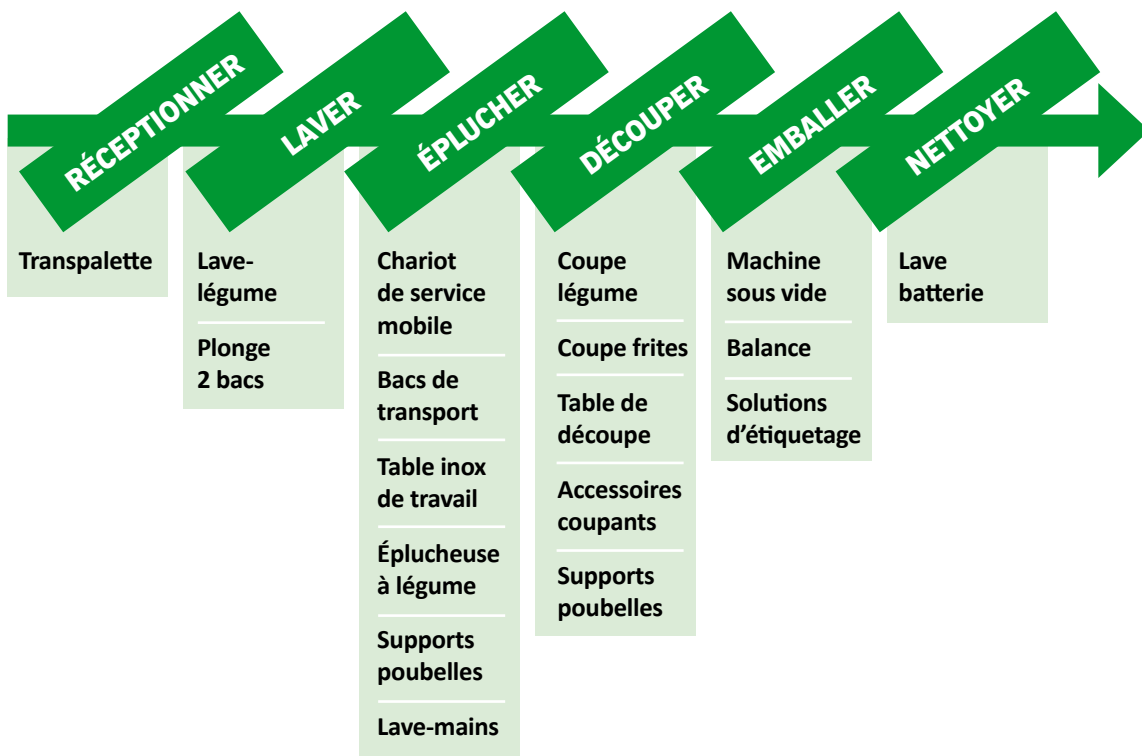 RÉCEPTIONNER
LAVER
ÉPLUCHER
DÉCOUPER
EMBALLER
NETTOYER
Transpalette
Lave-
légume
Plonge
2 bacs
Chariot
de service
mobile
Bacs de
transport
Table inox
de travail
Éplucheuse
à légume
Supports
poubelles
Lave-mains
Coupe
légume
Coupe frites
Table de
découpe
Accessoires
coupants
Supports
poubelles
Machine
sous vide
Balance
Solutions
d’étiquetage
Lave
batterie